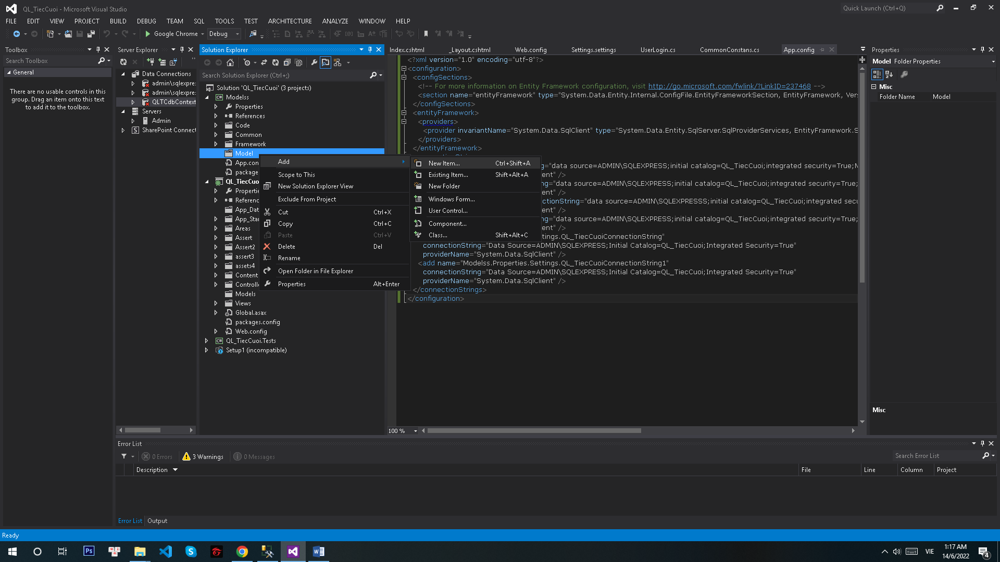 QL_TiecCuoi - Microsoft Visual Studio
Quick Launch (Ctrl+Q)
FILE EDIT VIEW PROJECT BUILD DEBUG TEAM SQL TOOLS TEST ARCHITECTURE ANALYZE WINDOW HELP
Google Chrome Debug
Toolbox
Search Toolbox
General
There are no usable controls in this
group. Drag an item onto this text
to add it to the toolbox.
Server Explorer
Data Connections
admin\sqlexpre
admin\sqlexpre
QLTCdbContext
Servers
Admin
SharePoint Connect
Solution Explorer
Search Solution Explorer (Ctrl+;)
Solution 'QL_TiecCuoi' (3 projects)
Modelss
Properties
References
Code
Common
Framework
Model
App.con
package
QL_TiecCuo
Propertie
Referenc
App_Dat
App_Star
Areas
Assert
Assert2
assert3
assets4
Content
Controlle
Models
Views
Global.asax
packages.config
Web.config
QL_TiecCuoi.Tests
Setup1 (incompatible)
Add
Scope to This
New Solution Explorer View
Exclude From Project
Cut Ctrl+X
Copy Ctrl+C
Paste Ctrl+V
Delete Del
Rename
Open Folder in File Explorer
Properties Alt+Enter
New Item... Ctrl+Shift+A
Existing Item... Shift+Alt+A
New Folder
Windows Form...
User Control...
Component...
Class... Shift+Alt+C
Index.cshtml _Layout.cshtml Web.config Settings.settings UserLogin.cs CommonConstans.cs App.config
<?xml version="1.0" encoding="utf-8"?>
<configuration>
<configSections>
<!-- For more information on Entity Framework configuration, visit http://go.microsoft.com/fwlink/?LinkID=237468 -->
<section name="entityFramework" type="System.Data.Entity.Internal.ConfigFile.EntityFrameworkSection, EntityFramework, Vers
</configSections>
<entityFramework>
<providers>
<provider invariantName="System.Data.SqlClient" type="System.Data.Entity.SqlServer.SqlProviderServices, EntityFramework.S
</providers>
</entityFramework>
g="data source=ADMIN\SQLEXPRESS;initial catalog=QL_TiecCuoi;integrated security=True;M
ent" />
ng="data source=ADMIN\SQLEXPRESS;initial catalog=QL_TiecCuoi;integrated security=True;
ent" />
ctionString="data source=ADMIN\SQLEXPRESSS;initial catalog=QL_TiecCuoi;integrated secu
ent" />
ng="data source=ADMIN\SQLEXPRESS;initial catalog=QL_TiecCuoi;integrated security=True;
ent" />
tings.QL_TiecCuoiConnectionString"
connectionString="Data Source=ADMIN\SQLEXPRESS;Initial Catalog=QL_TiecCuoi;Integrated Security=True"
providerName="System.Data.SqlClient" />
<add name="Modelss.Properties.Settings.QL_TiecCuoiConnectionString1"
connectionString="Data Source=ADMIN\SQLEXPRESS;Initial Catalog=QL_TiecCuoi;Integrated Security=True"
providerName="System.Data.SqlClient" />
</connectionStrings>
</configuration>
100 %
Properties
Model Folder Properties
Misc
Folder Name Model
Misc
Error List
0 Errors 3 Warnings 0 Messages
Search Error List
Description File Line Column Project
Error List Output
Ready
VIE
1:17 AM
14/6/2022
4